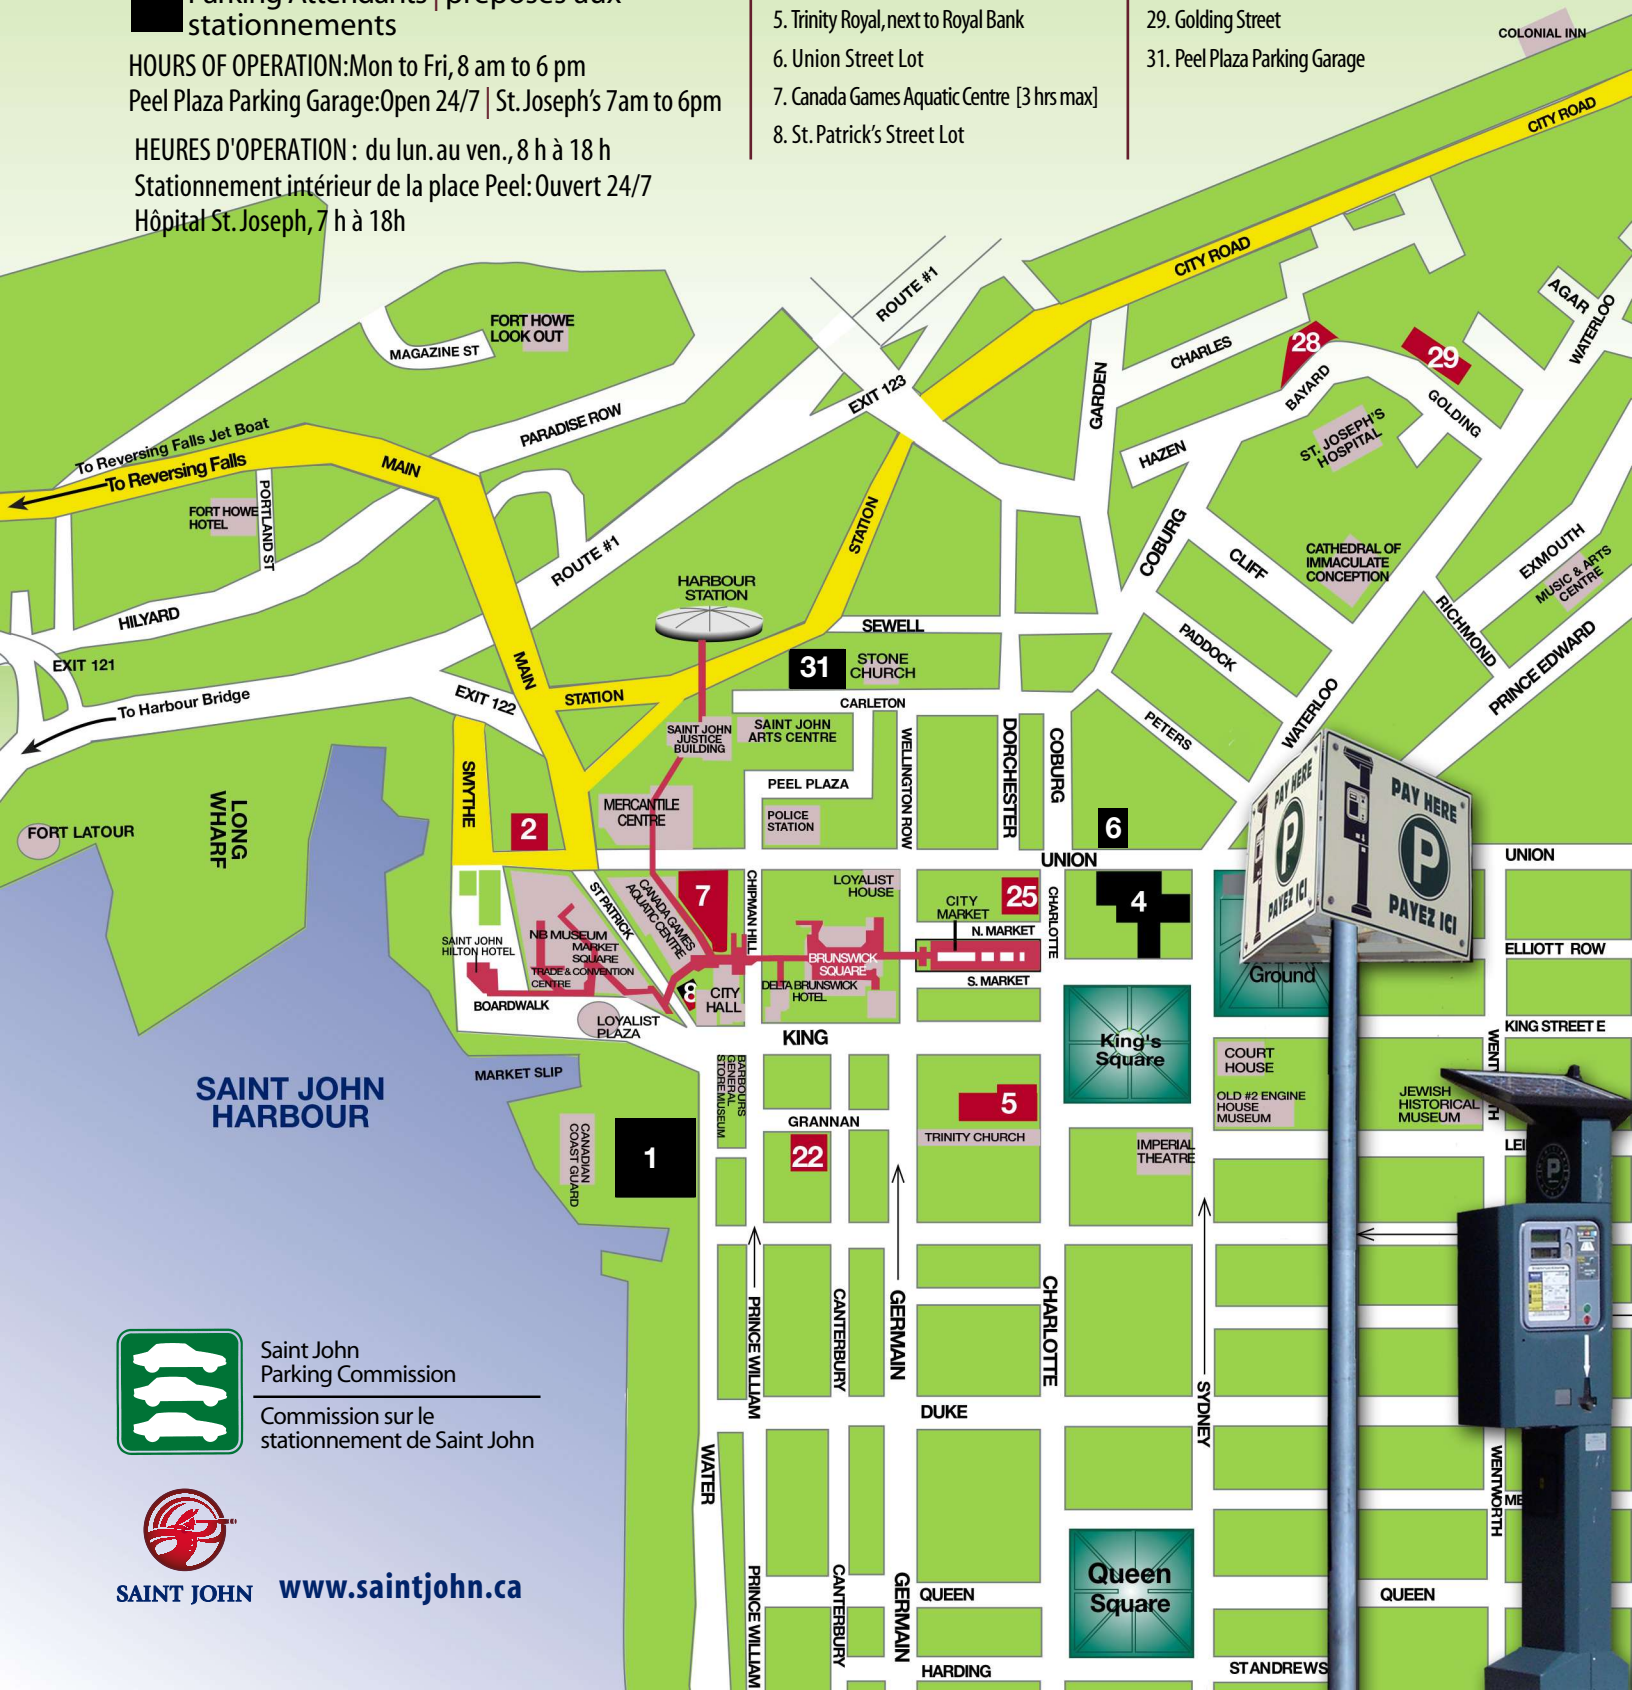 Parking Attendants | préposés aux
stationnements
HOURS OF OPERATION:Mon to Fri, 8 am to 6 pm
Peel Plaza Parking Garage:Open 24/7 | St. Joseph's 7am to 6pm
HEURES D'OPERATION : du lun. au ven., 8 h à 18 h
Stationnement intérieur de la place Peel: Ouvert 24/7
Hôpital St. Joseph, 7 h à 18h
5. Trinity Royal, next to Royal Bank
6. Union Street Lot
7. Canada Games Aquatic Centre [3 hrs max]
8. St. Patrick's Street Lot
29. Golding Street
31. Peel Plaza Parking Garage
COLONIAL INN
CITY ROAD
CITY ROAD
ROUTE #1
AGAR
WATERLOO
FORT HOWE
LOOK OUT
MAGAZINE ST
CHARLES
28
29
BAYARD
GOLDING
GARDEN
EXIT 123
PARADISE ROW
To Reversing Falls Jet Boat
To Reversing Falls
MAIN
HAZEN
ST. JOSEPH'S
HOSPITAL
FORT HOWE
HOTEL
PORTLAND ST
STATION
COBURG
CLIFF
CATHEDRAL OF
IMMACULATE
CONCEPTION
EXMOUTH
MUSIC & ARTS
CENTRE
ROUTE #1
HARBOUR
STATION
HILYARD
SEWELL
RICHMOND
PADDOCK
PRINCE EDWARD
EXIT 121
MAIN
31
STONE
CHURCH
To Harbour Bridge
EXIT 122
STATION
CARLETON
PETERS
WATERLOO
SAINT JOHN
JUSTICE
BUILDING
SAINT JOHN
ARTS CENTRE
WELLINGTON ROW
DORCHESTER
COBURG
SMYTHE
PEEL PLAZA
MERCANTILE
CENTRE
POLICE
STATION
LONG
WHARF
FORT LATOUR
2
6
PAY HERE
P
PAYEZ ICI
PAY HERE
P
PAYEZ ICI
UNION
UNION
ST PATRICK
CANADA GAMES
AQUATIC CENTRE
7
CHIPMAN HILL
LOYALIST
HOUSE
CITY
MARKET
25
CHARLOTTE
4
N. MARKET
SAINT JOHN
HILTON HOTEL
NB MUSEUM
MARKET
SQUARE
TRADE & CONVENTION
CENTRE
BRUNSWICK
SQUARE
ELLIOTT ROW
Ground
S. MARKET
DELTA BRUNSWICK
HOTEL
8
CITY
HALL
BOARDWALK
LOYALIST
PLAZA
KING
King's
Square
KING STREET E
COURT
HOUSE
MARKET SLIP
BARBOURS
GENERAL
STORE MUSEUM
SAINT JOHN
HARBOUR
5
OLD #2 ENGINE
HOUSE
MUSEUM
JEWISH
HISTORICAL
MUSEUM
GRANNAN
TRINITY CHURCH
IMPERIAL
THEATRE
CANADIAN
COAST GUARD
1
22
P
PRINCE WILLIAM
CANTERBURY
GERMAIN
CHARLOTTE
SYDNEY
DUKE
Saint John
Parking Commission
Commission sur le
stationnement de Saint John
WATER
WENTWORTH
SAINT JOHN
www.saintjohn.ca
PRINCE WILLIAM
CANTERBURY
GERMAIN
QUEEN
Queen
Square
QUEEN
HARDING
ST ANDREWS